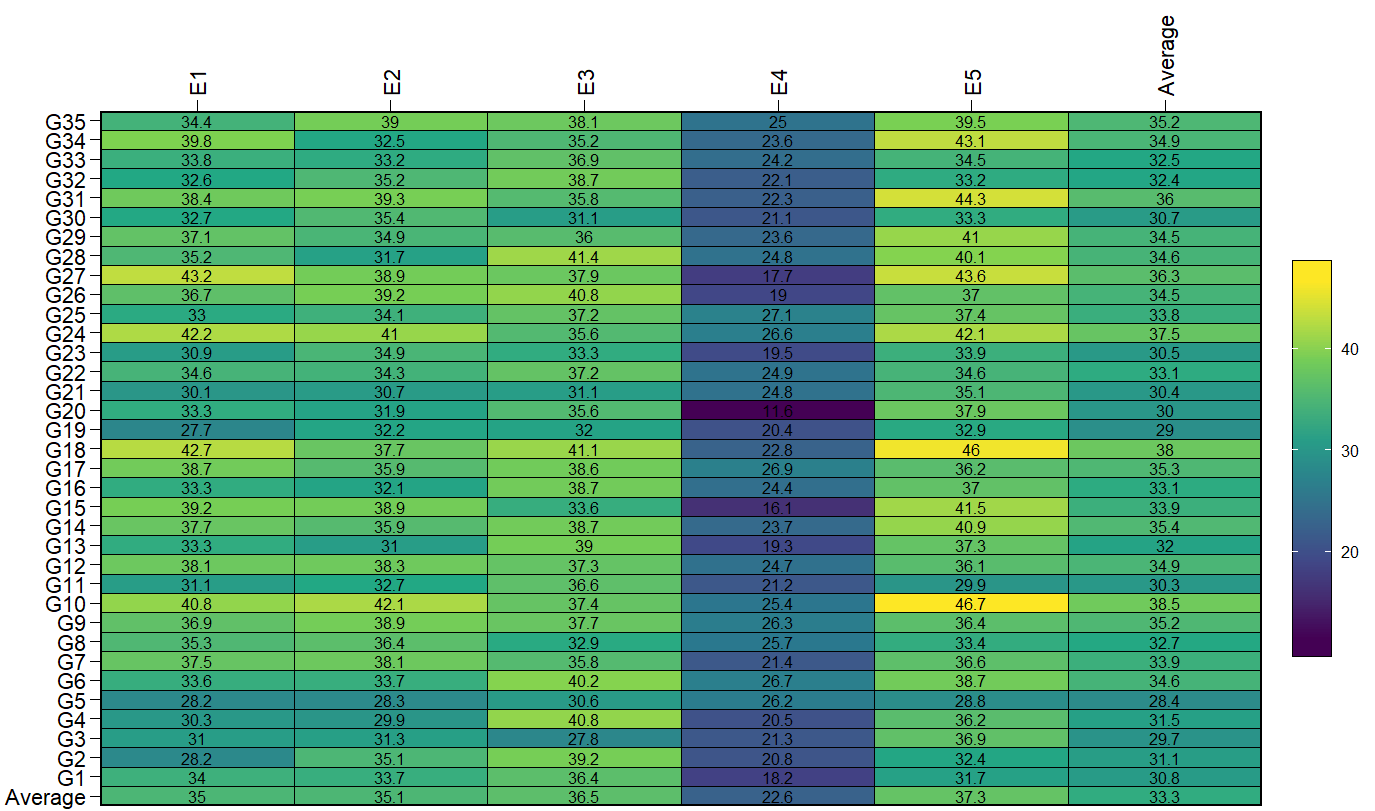 E1 E2 E3 E4 E5 Average
G35 34.4 39 38.1 25 39.5 35.2
G34 39.8 32.5 35.2 23.6 43.1 34.9
G33 33.8 33.2 36.9 24.2 34.5 32.5
G32 32.6 35.2 38.7 22.1 33.2 32.4
G31 38.4 39.3 35.8 22.3 44.3 36
G30 32.7 35.4 31.1 21.1 33.3 30.7
G29 37.1 34.9 36 23.6 41 34.5
G28 35.2 31.7 41.4 24.8 40.1 34.6
G27 43.2 38.9 37.9 17.7 43.6 36.3
G26 36.7 39.2 40.8 19 37 34.5
G25 33 34.1 37.2 27.1 37.4 33.8
G24 42.2 41 35.6 26.6 42.1 37.5
G23 30.9 34.9 33.3 19.5 33.9 30.5
G22 34.6 34.3 37.2 24.9 34.6 33.1
G21 30.1 30.7 31.1 24.8 35.1 30.4
G20 33.3 31.9 35.6 11.6 37.9 30
G19 27.7 32.2 32 20.4 32.9 29
G18 42.7 37.7 41.1 22.8 46 38
G17 38.7 35.9 38.6 26.9 36.2 35.3
G16 33.3 32.1 38.7 24.4 37 33.1
G15 39.2 38.9 33.6 16.1 41.5 33.9
G14 37.7 35.9 38.7 23.7 40.9 35.4
G13 33.3 31 39 19.3 37.3 32
G12 38.1 38.3 37.3 24.7 36.1 34.9
G11 31.1 32.7 36.6 21.2 29.9 30.3
G10 40.8 42.1 37.4 25.4 46.7 38.5
G9 36.9 38.9 37.7 26.3 36.4 35.2
G8 35.3 36.4 32.9 25.7 33.4 32.7
G7 37.5 38.1 35.8 21.4 36.6 33.9
G6 33.6 33.7 40.2 26.7 38.7 34.6
G5 28.2 28.3 30.6 26.2 28.8 28.4
G4 30.3 29.9 40.8 20.5 36.2 31.5
G3 31 31.3 27.8 21.3 36.9 29.7
G2 28.2 35.1 39.2 20.8 32.4 31.1
G1 34 33.7 36.4 18.2 31.7 30.8
Average 35 35.1 36.5 22.6 37.3 33.3
40
30
20